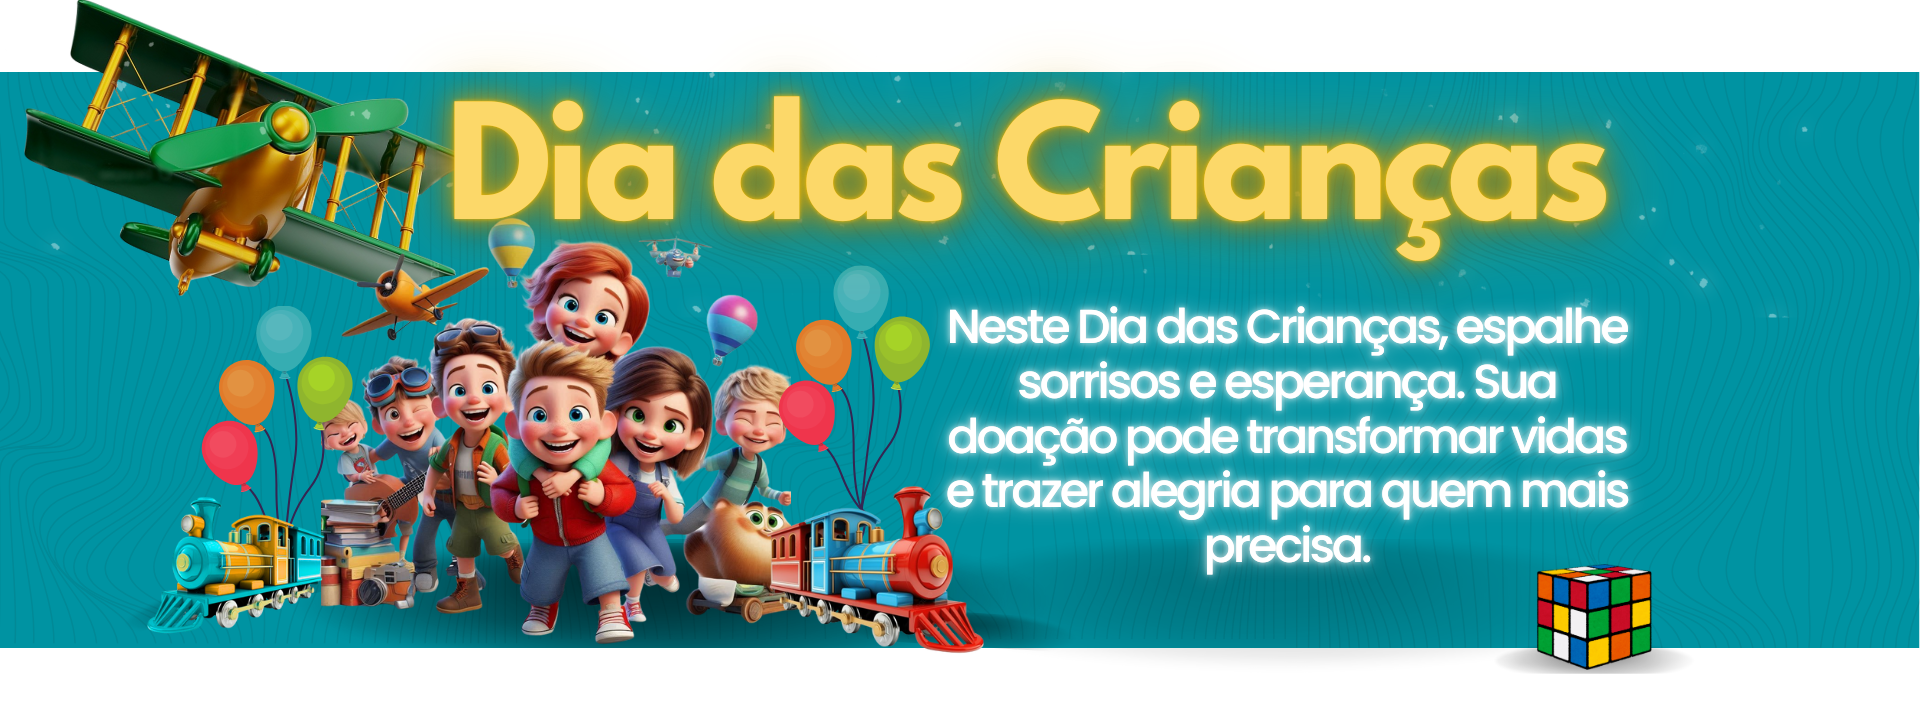 Dia das Crianças
Neste Dia das Crianças, espalhe
sorrisos e esperança. Sua
doação pode transformar vidas
e trazer alegria para quem mais
precisa.